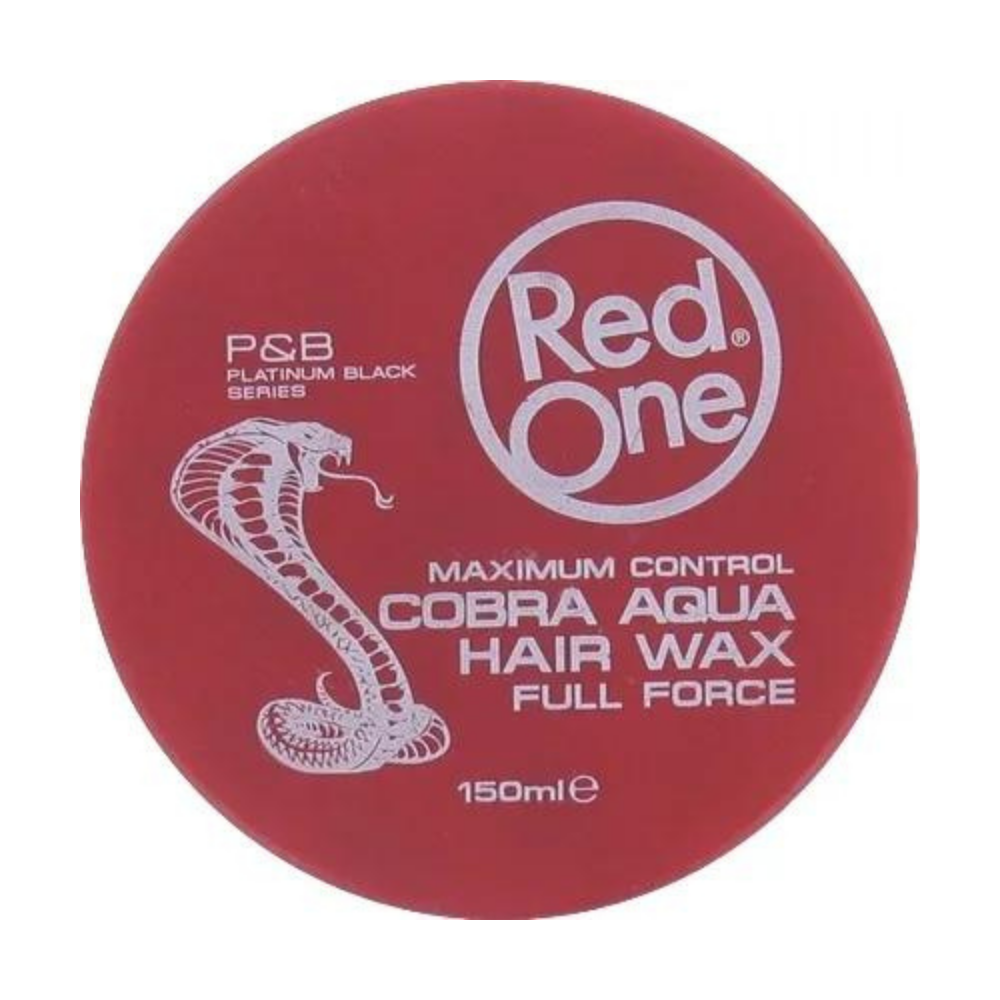 P&B
PLATINUM BLACK
SERIES
Red
One®
MAXIMUM CONTROL
COBRA AQUA
HAIR WAX
FULL FORCE
150ml℮